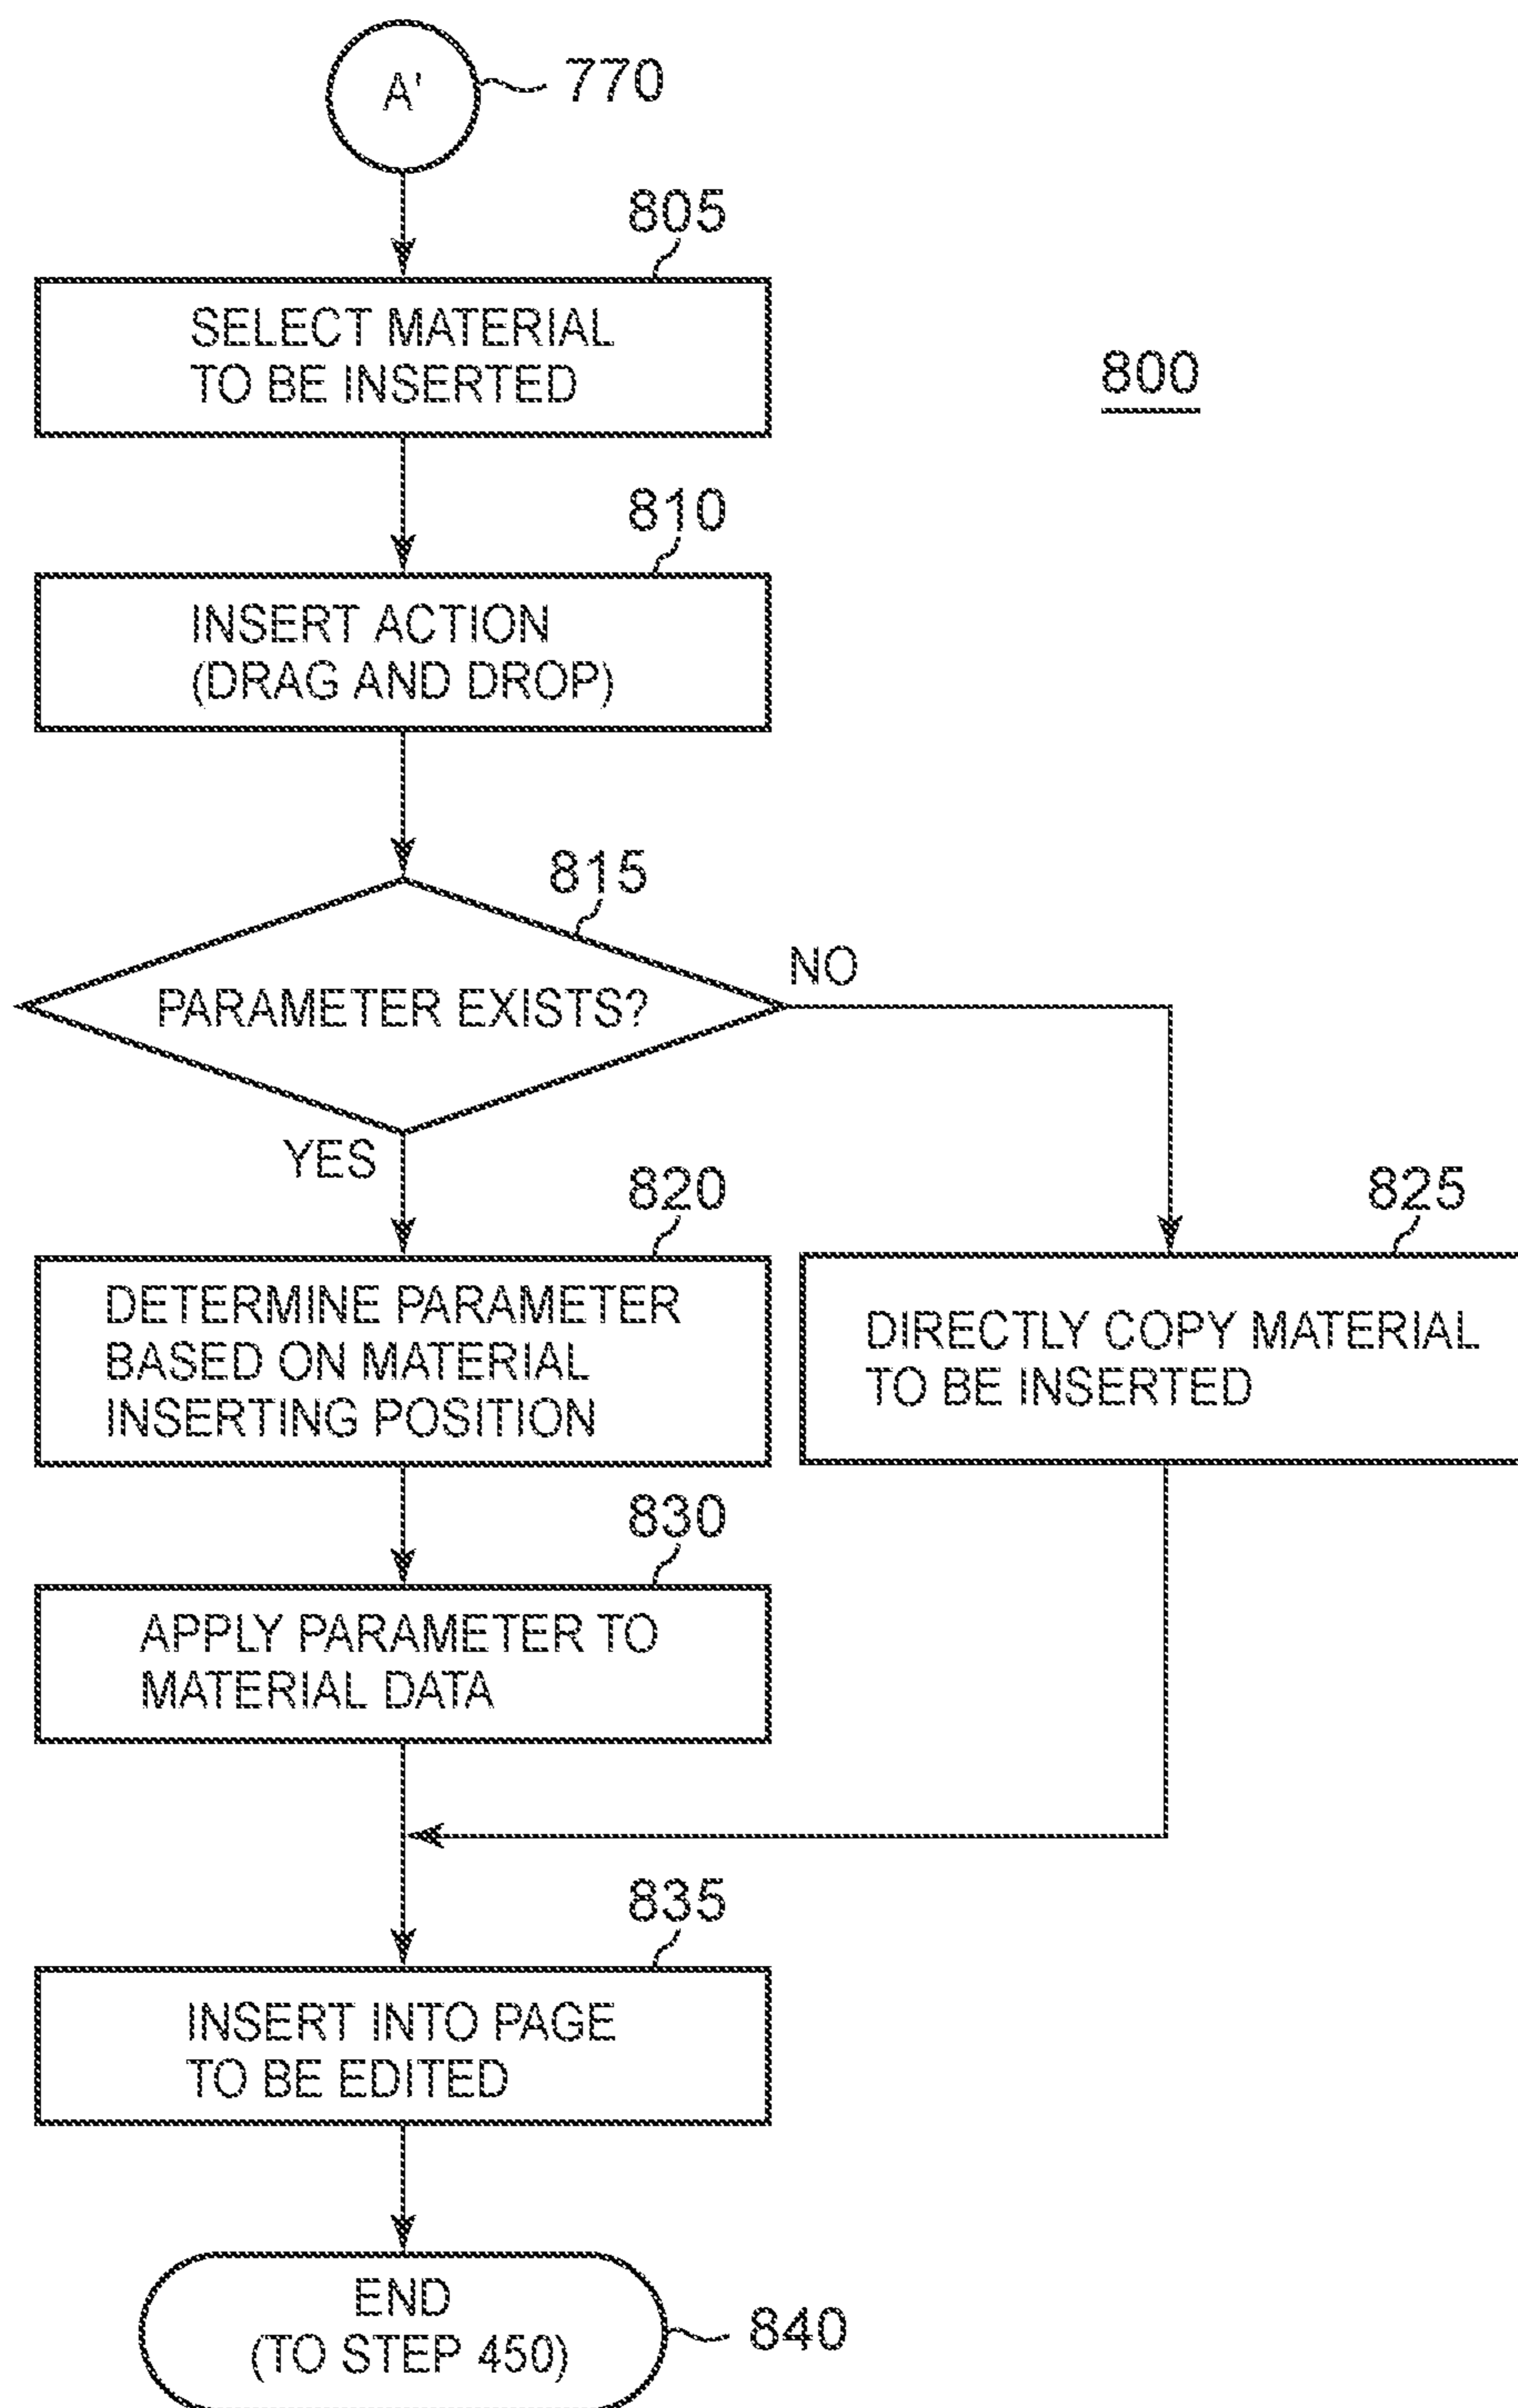 A'
770
805
SELECT MATERIAL
TO BE INSERTED
800
810
INSERT ACTION
(DRAG AND DROP)
815
PARAMETER EXISTS?
NO
YES
820
DETERMINE PARAMETER
BASED ON MATERIAL
INSERTING POSITION
825
DIRECTLY COPY MATERIAL
TO BE INSERTED
830
APPLY PARAMETER TO
MATERIAL DATA
835
INSERT INTO PAGE
TO BE EDITED
END
(TO STEP 450)
840